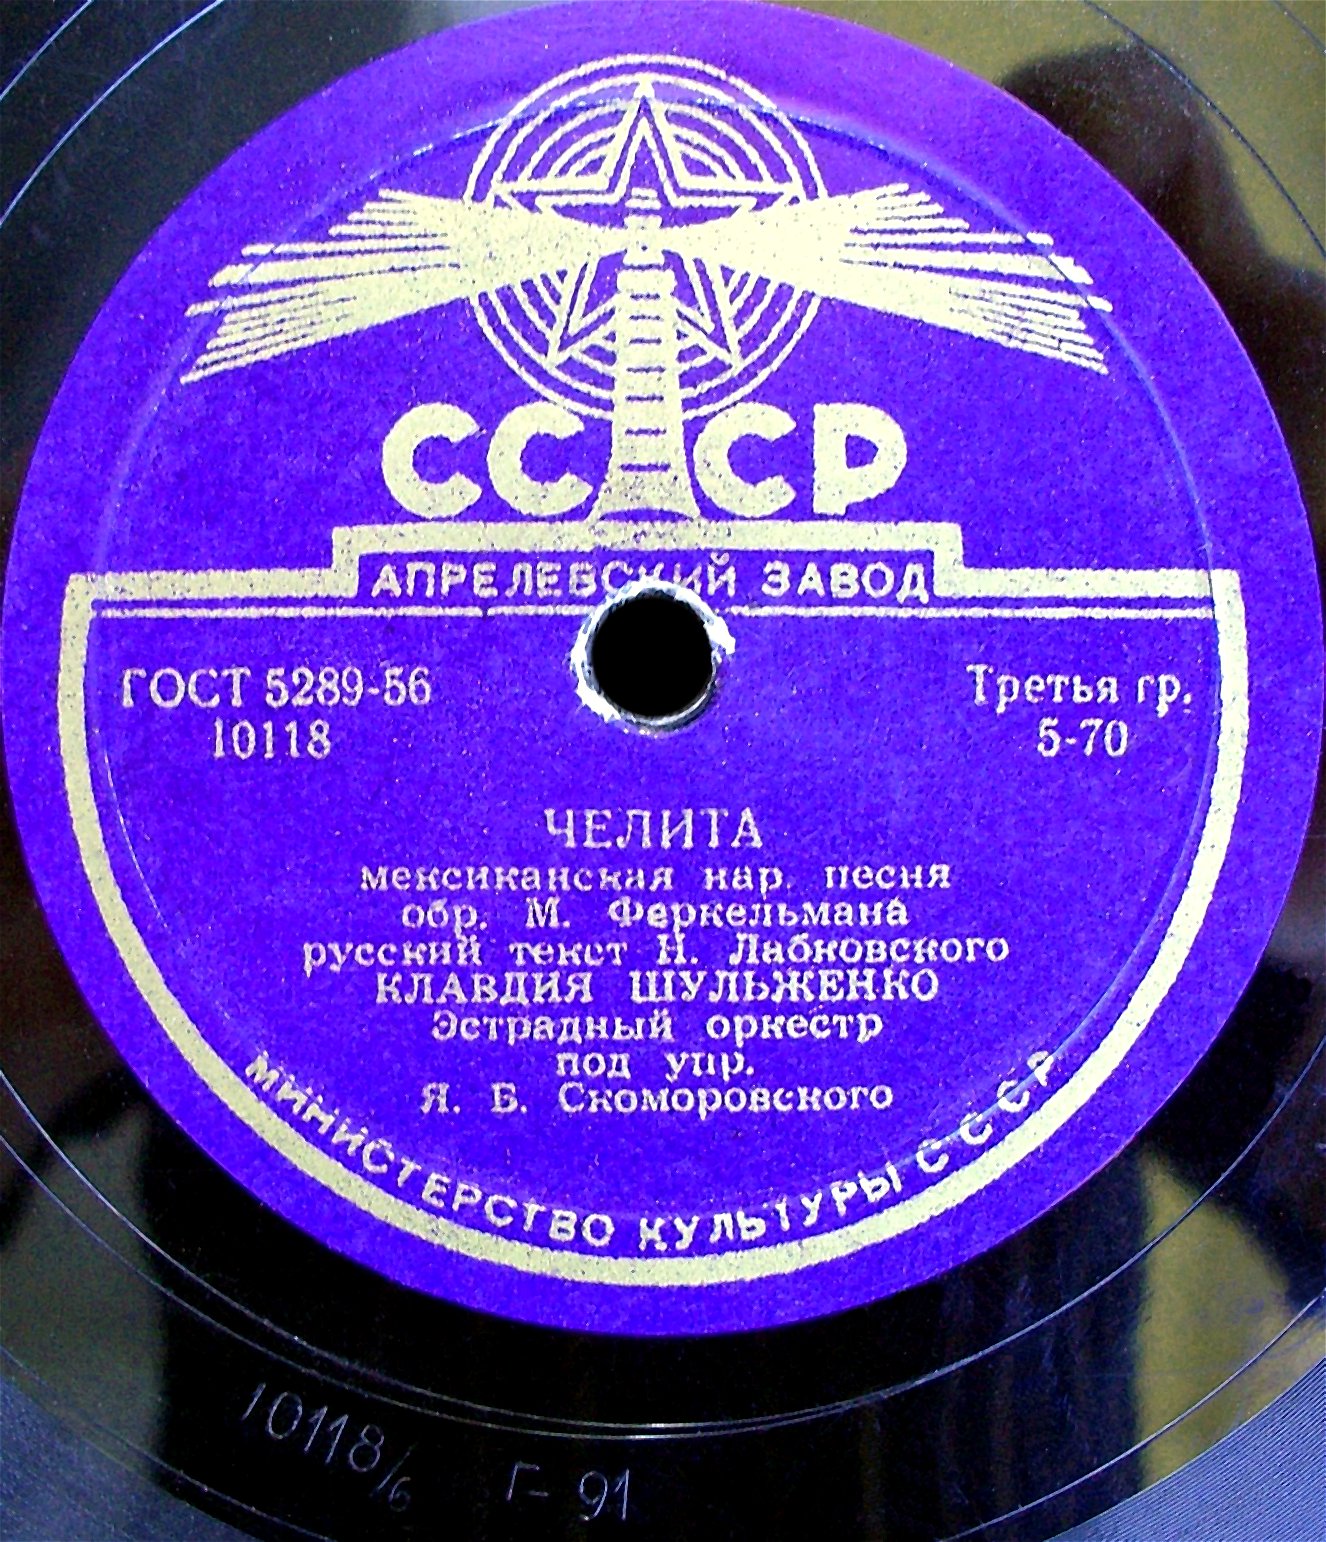 СССР
АПРЕЛЕВСКИЙ ЗАВОД
ГОСТ 5289-56
10118
Третья гр.
5-70
ЧЕЛИТА
мексиканская нар. песня
обр. М. Феркельмана
русский текст Н. Лабковского
КЛАВДИЯ ШУЛЬЖЕНКО
Эстрадный оркестр
под упр.
Я. Б. Скоморовского
МИНИСТЕРСТВО КУЛЬТУРЫ СССР
10118/6 Г-91